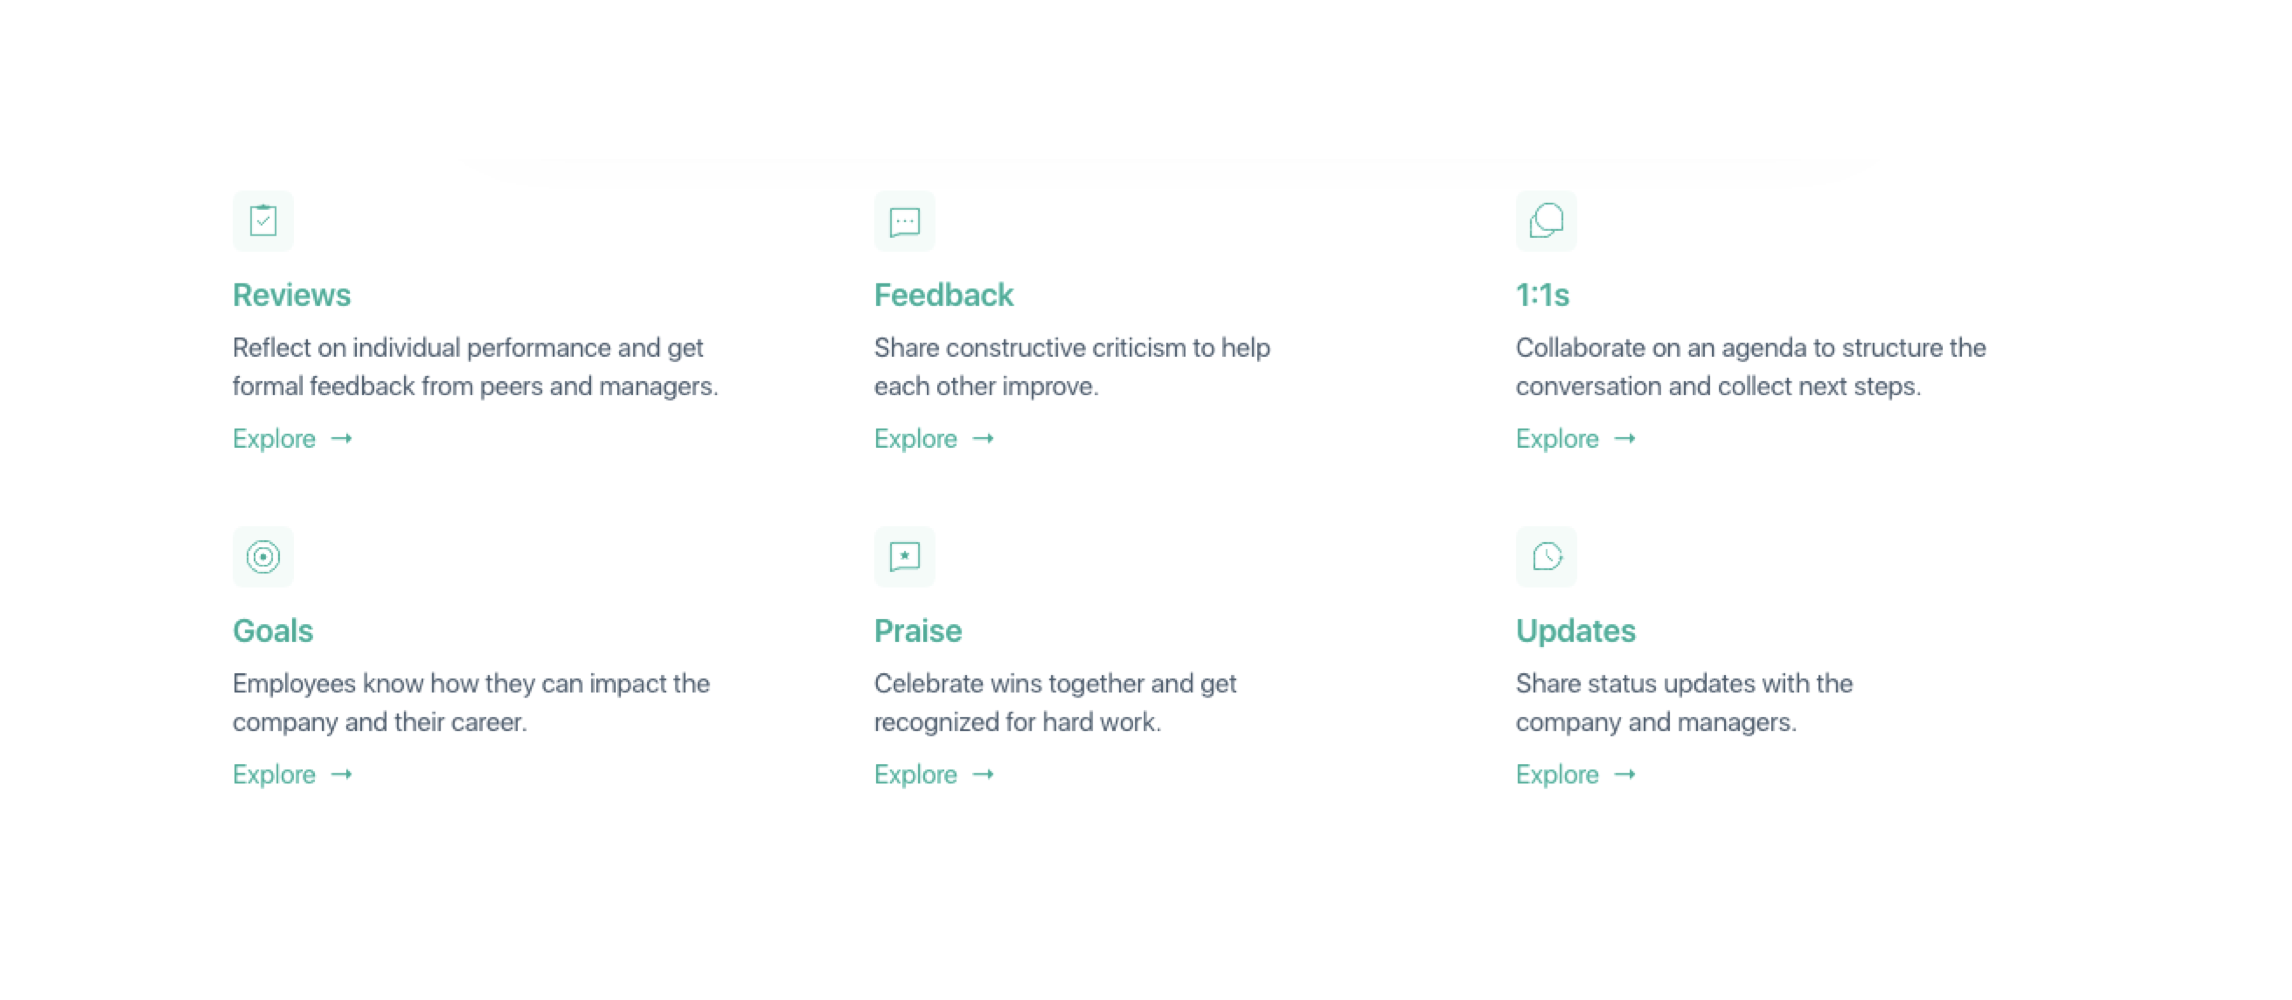 Reviews
Reflect on individual performance and get
formal feedback from peers and managers.
Explore →
Feedback
Share constructive criticism to help
each other improve.
Explore →
1:1s
Collaborate on an agenda to structure the
conversation and collect next steps.
Explore →
Goals
Employees know how they can impact the
company and their career.
Explore →
Praise
Celebrate wins together and get
recognized for hard work.
Explore →
Updates
Share status updates with the
company and managers.
Explore →